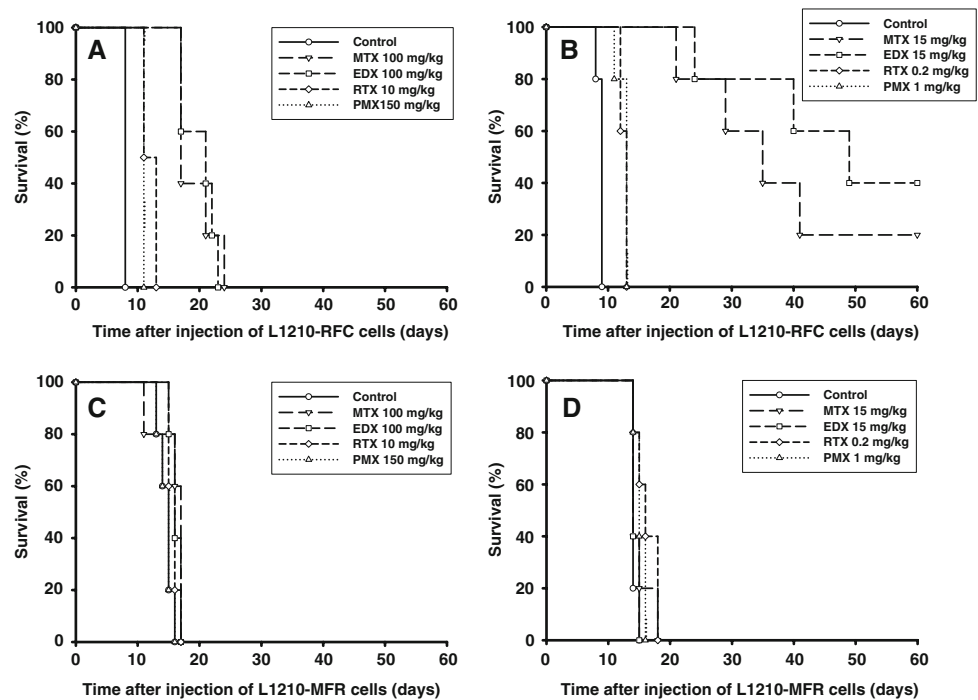 A
Control
MTX 100 mg/kg
EDX 100 mg/kg
RTX 10 mg/kg
PMX150 mg/kg
Survival (%)
100
80
60
40
20
0
0 10 20 30 40 50 60
Time after injection of L1210-RFC cells (days)
B
Control
MTX 15 mg/kg
EDX 15 mg/kg
RTX 0.2 mg/kg
PMX 1 mg/kg
Survival (%)
100
80
60
40
20
0
0 10 20 30 40 50 60
Time after injection of L1210-RFC cells (days)
C
Control
MTX 100 mg/kg
EDX 100 mg/kg
RTX 10 mg/kg
PMX 150 mg/kg
Survival (%)
100
80
60
40
20
0
0 10 20 30 40 50 60
Time after injection of L1210-MFR cells (days)
D
Control
MTX 15 mg/kg
EDX 15 mg/kg
RTX 0.2 mg/kg
PMX 1 mg/kg
Survival (%)
100
80
60
40
20
0
0 10 20 30 40 50 60
Time after injection of L1210-MFR cells (days)